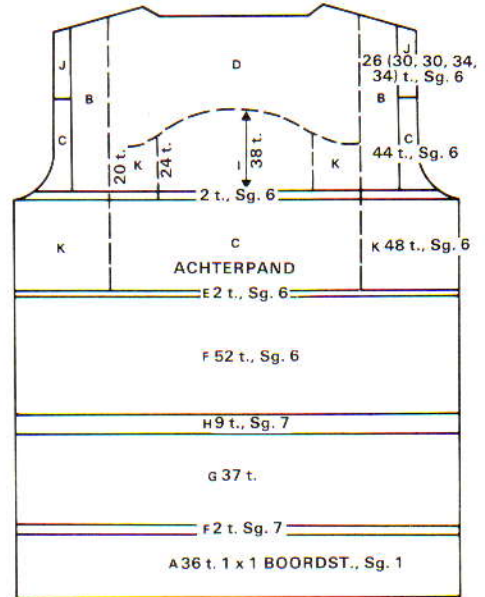 J
D
26 (30, 30, 34,
J
34) t., Sg. 6
B
B
C
K
20 t.
24 t.
I
38 t.
K
C
44 t., Sg. 6
2 t., Sg. 6
K
C
K 48 t., Sg. 6
ACHTERPAND
E 2 t., Sg. 6
F 52 t., Sg. 6
H 9 t., Sg. 7
G 37 t.
F 2 t. Sg. 7
A 36 t. 1 x 1 BOORDST., Sg. 1